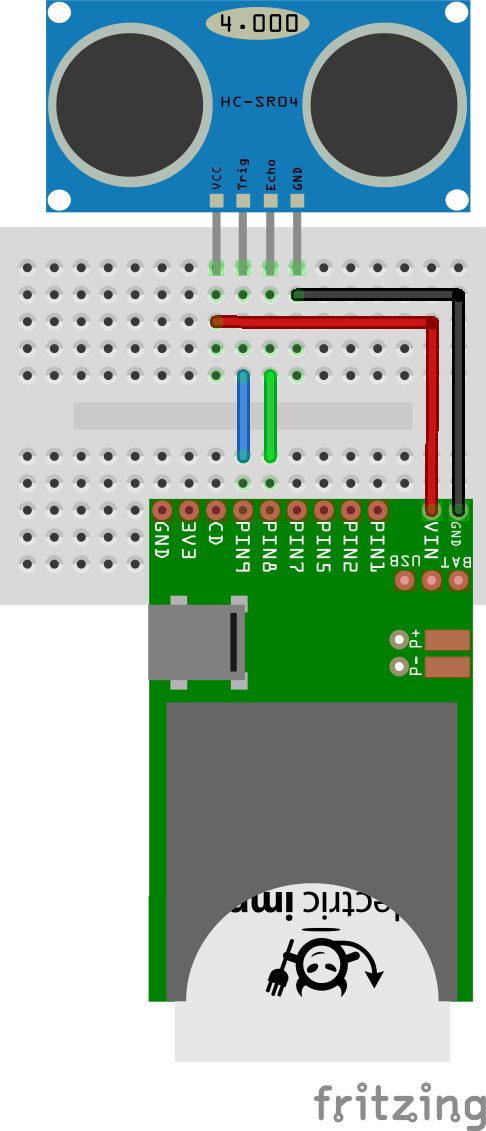 4.000
HC-SR04
VCC
Trig
Echo
GND
GND
3V3
CD
PIN9
PIN8
PIN7
PIN5
PIN2
PIN1
VIN
GND
USB
BAT
P+
P-
lectric imp
fritzing